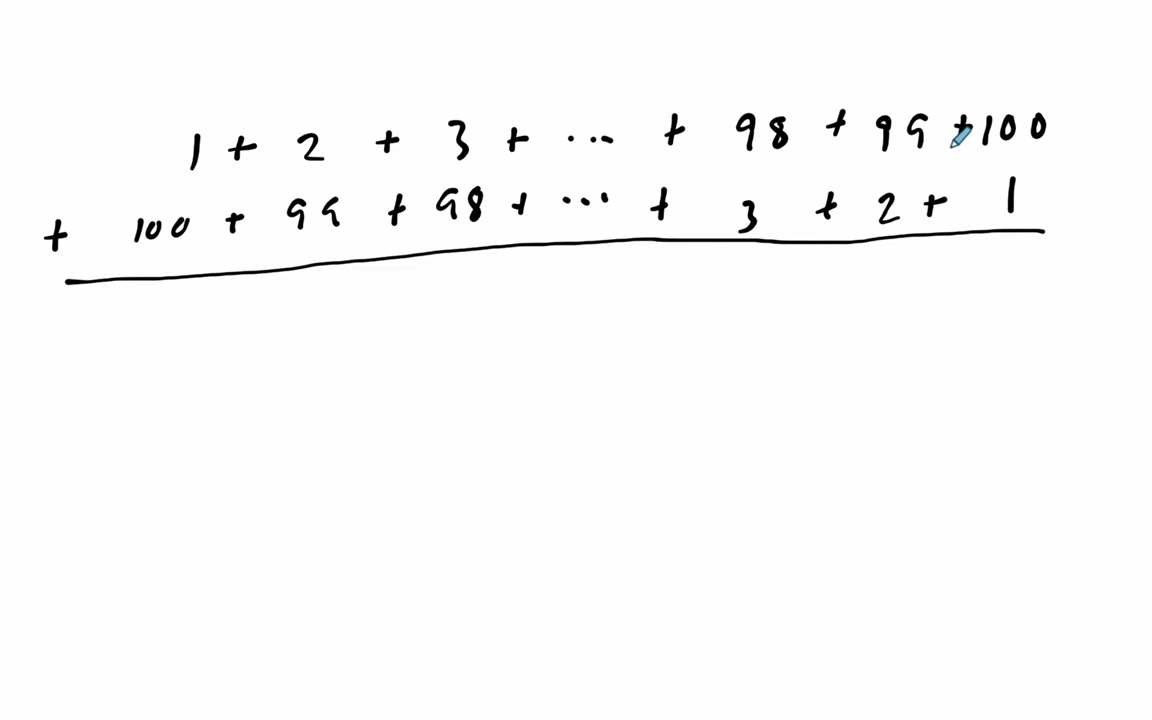 1 + 2 + 3 + ... + 98 + 99 + 100
+ 100 + 99 + 98 + ... + 3 + 2 + 1